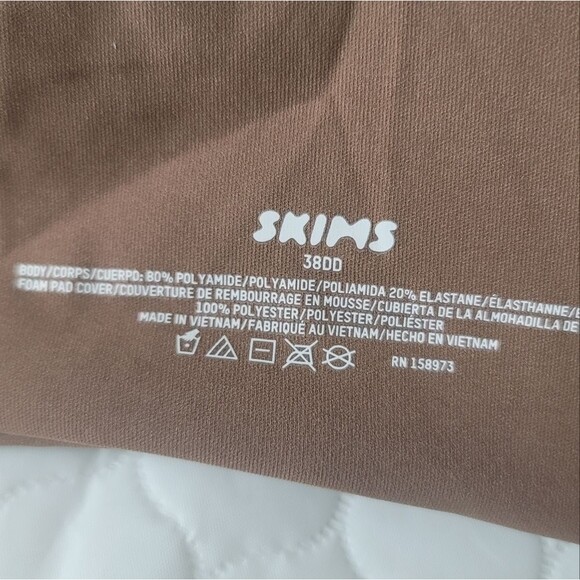 SKIMS
38DD
BODY/CORPS/CUERPO: 80% POLYAMIDE/POLYAMIDE/POLIAMIDA 20% ELASTANE/ÉLASTHANNE/
FOAM PAD COVER/COUVERTURE DE REMBOURRAGE EN MOUSSE/CUBIERTA DE LA ALMOHADILLA DE
100% POLYESTER/POLYESTER/POLIÉSTER
MADE IN VIETNAM/FABRIQUÉ AU VIETNAM/HECHO EN VIETNAM
RN 158973